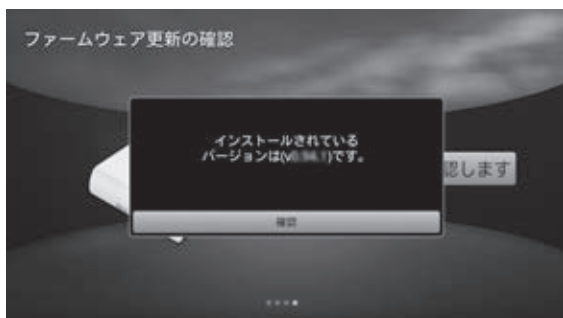 ファームウェア更新の確認
インストールされている
バージョンは(v      )です。
認します
確認